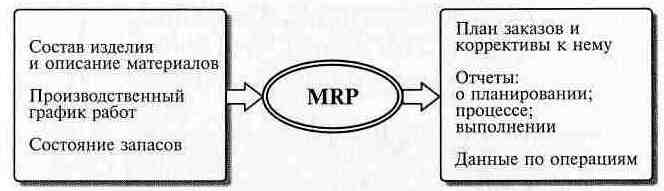 Состав изделия
и описание материалов
Производственный
график работ
Состояние запасов
MRP
План заказов и
коррективы к нему
Отчеты:
о планировании;
процессе;
выполнении
Данные по операциям